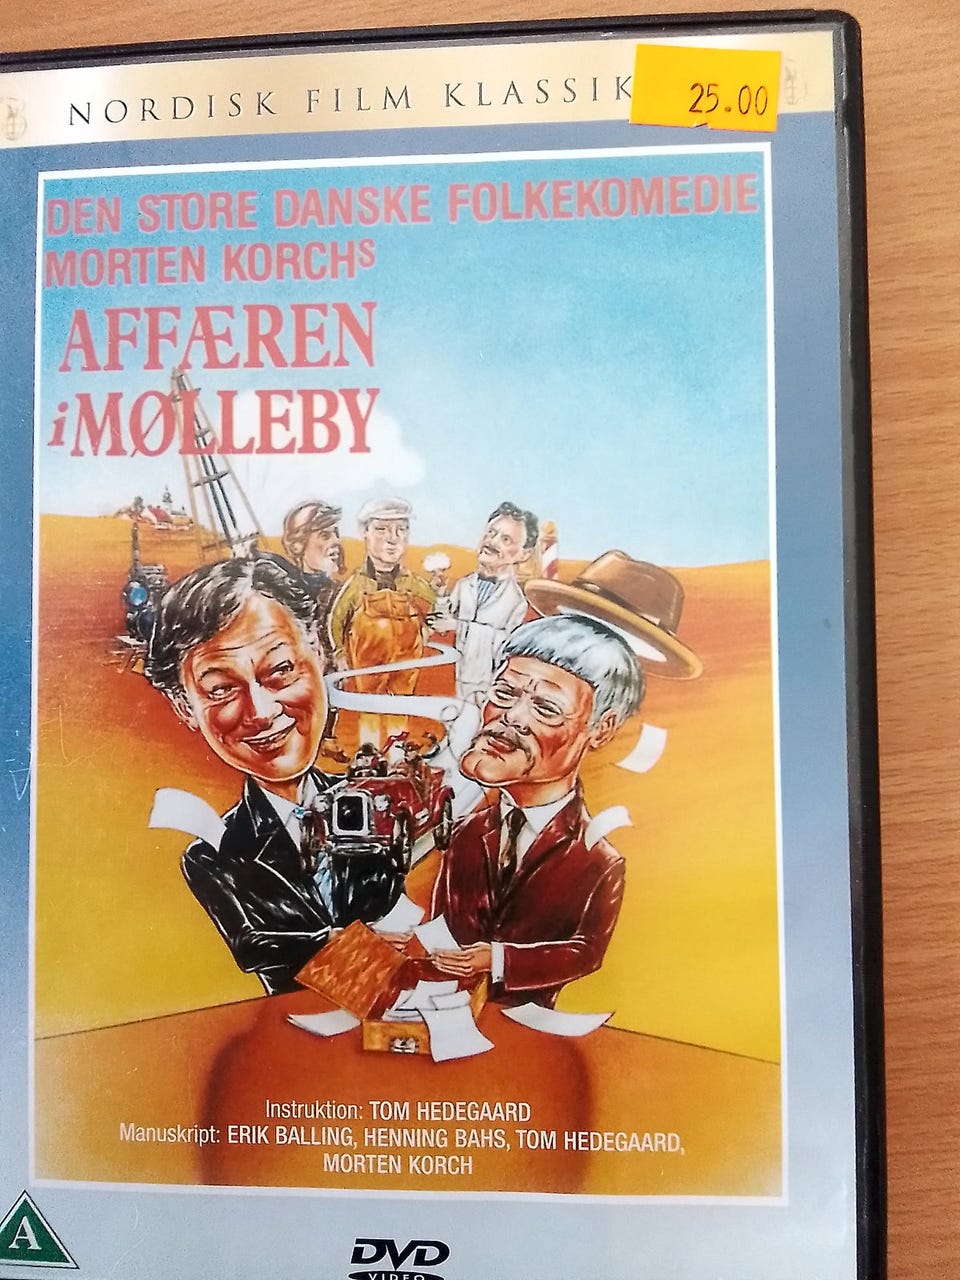 NORDISK FILM KLASSIK
25.00
DEN STORE DANSKE FOLKEKOMEDIE
MORTEN KORCHs
AFFÆREN
i MØLLEBY
Instruktion: TOM HEDEGAARD
Manuskript: ERIK BALLING, HENNING BAHS, TOM HEDEGAARD,
MORTEN KORCH
A
DVD
VIDEO